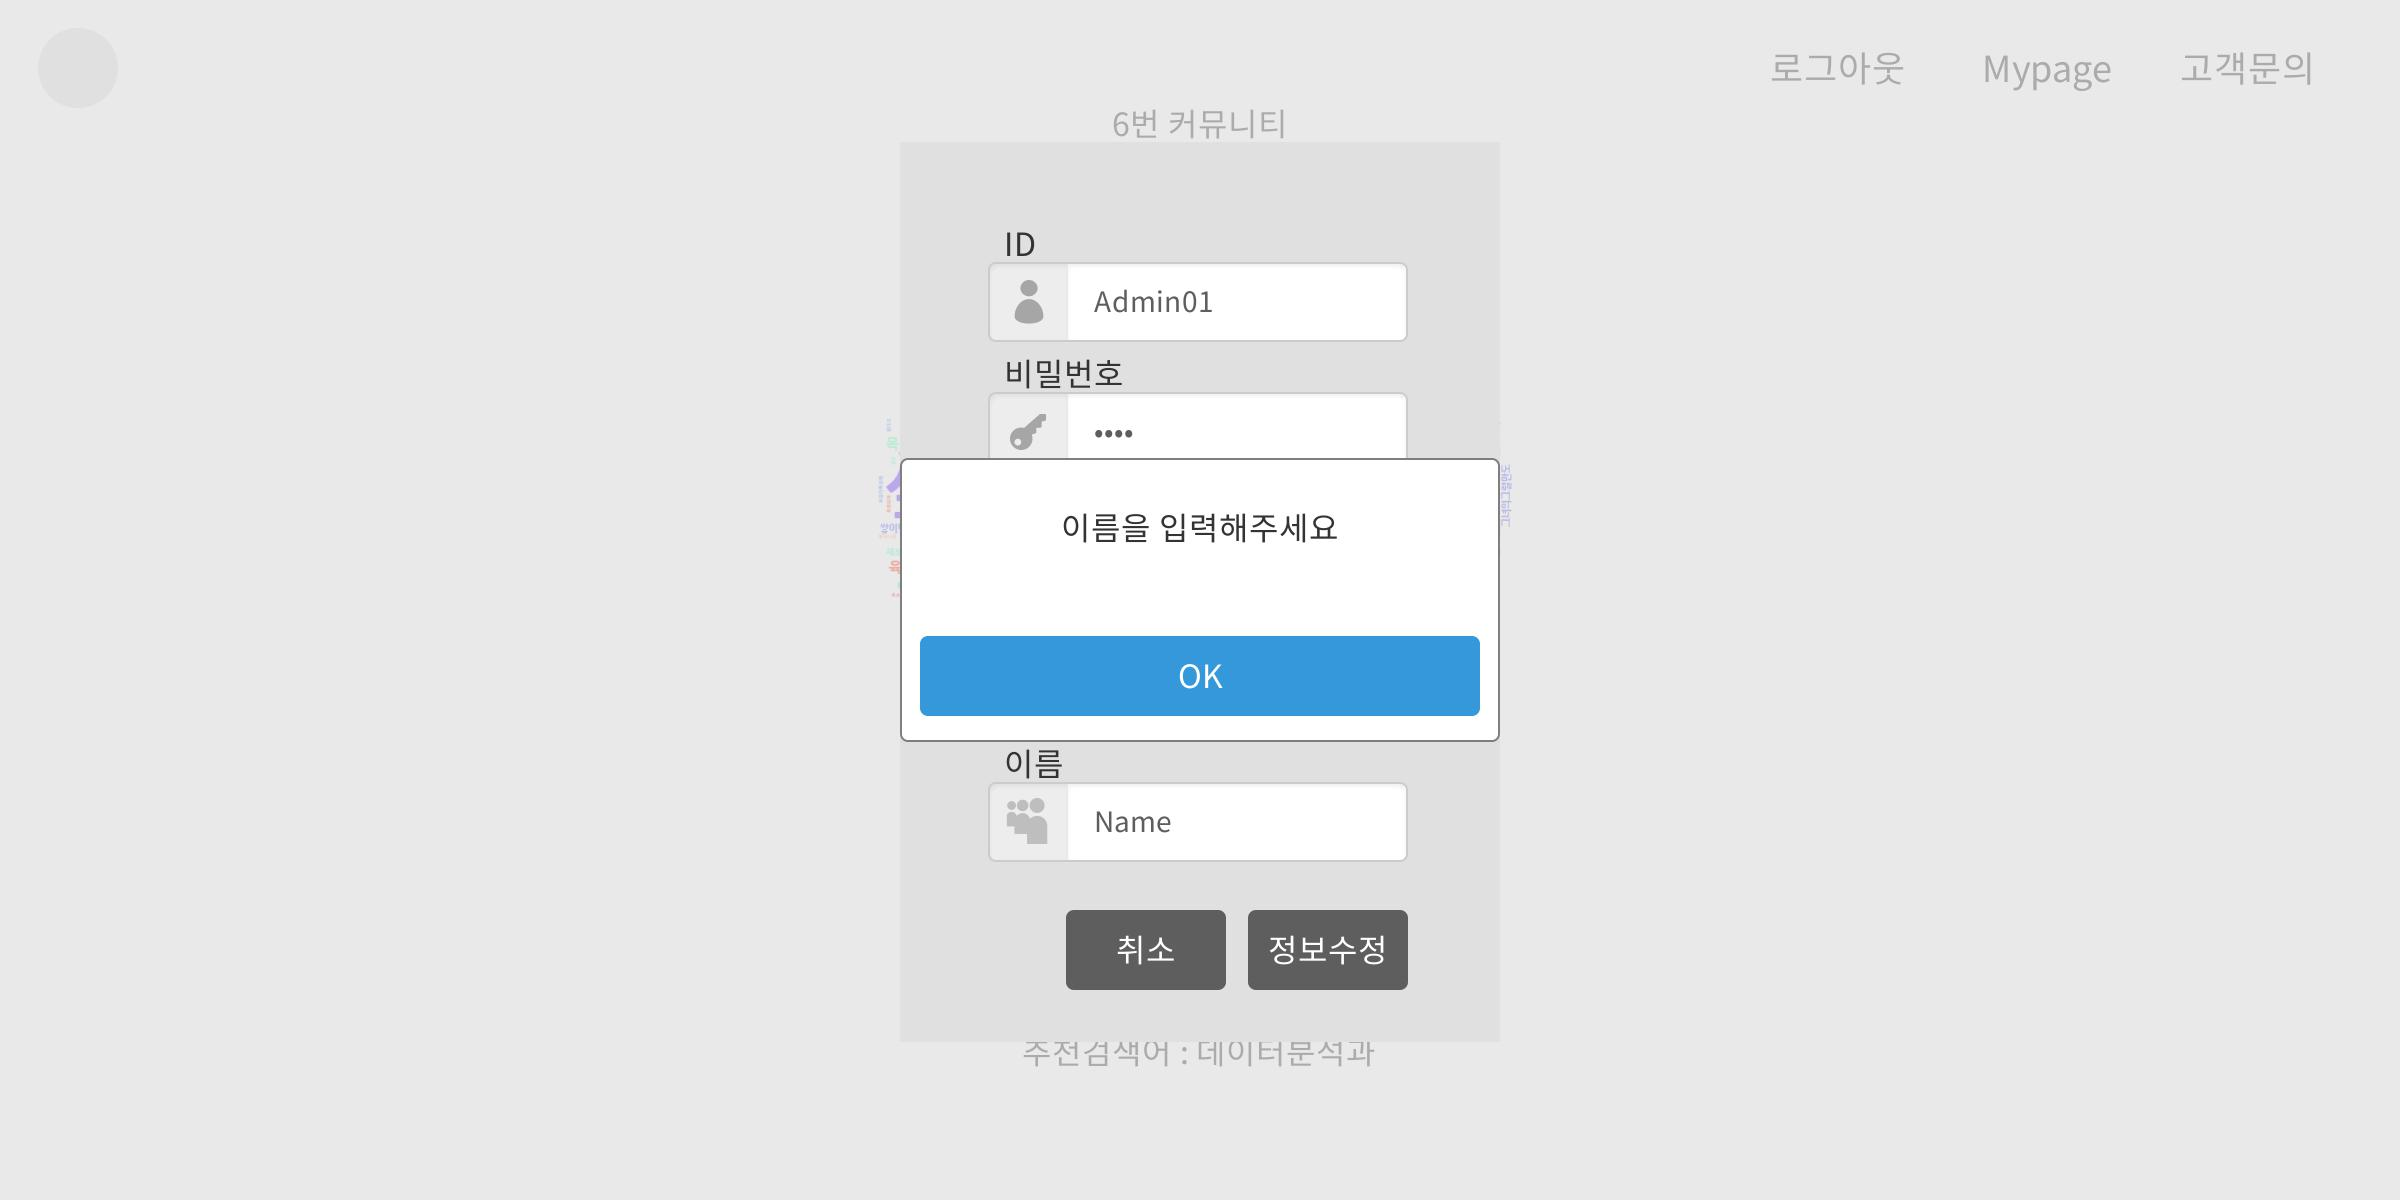 로그아웃 Mypage 고객문의
6번 커뮤니티
ID
Admin01
비밀번호
••••
이름을 입력해주세요
OK
이름
Name
취소 정보수정
추천검색어 : 데이터분석과